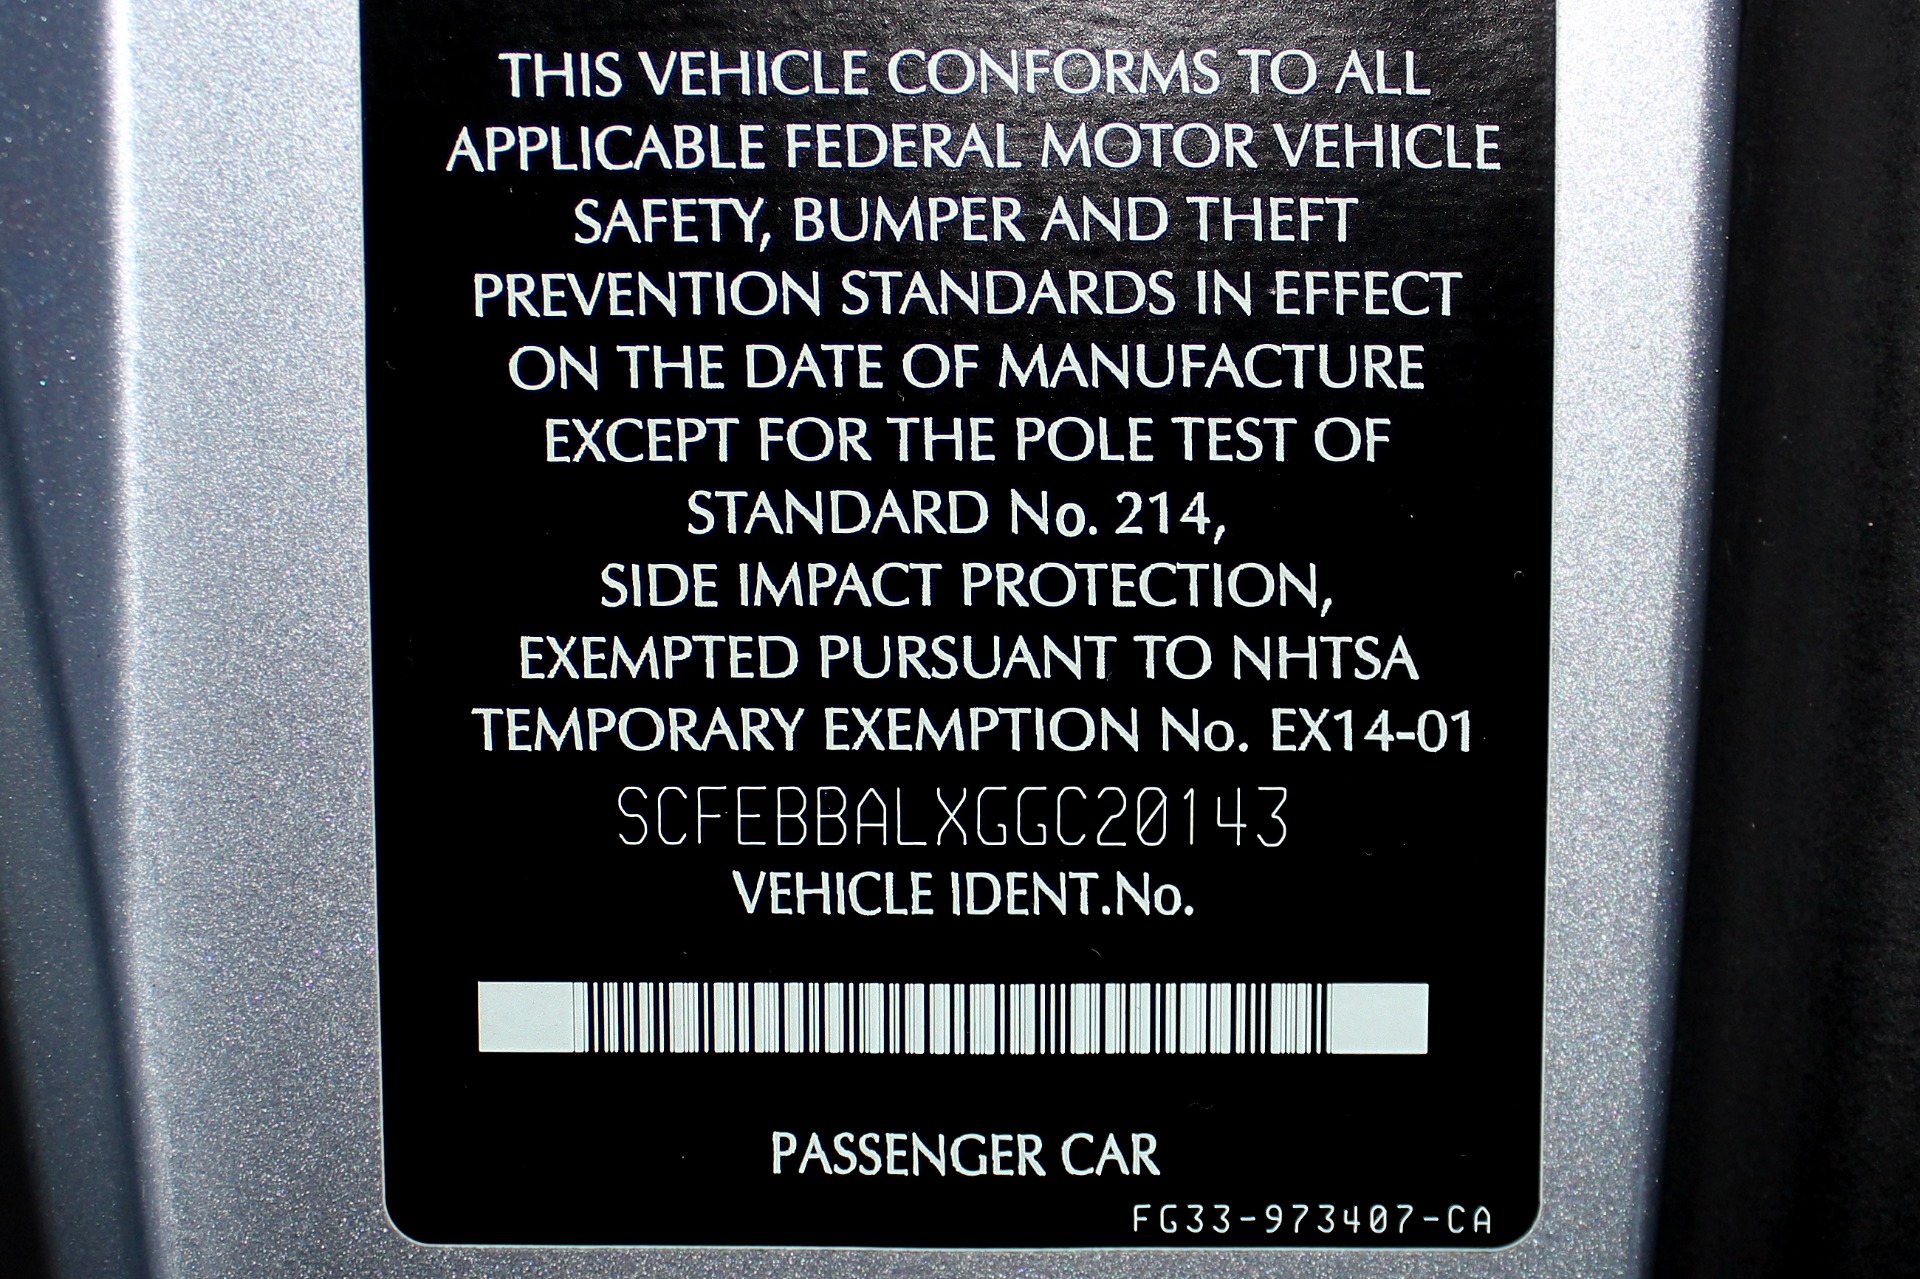 THIS VEHICLE CONFORMS TO ALL
APPLICABLE FEDERAL MOTOR VEHICLE
SAFETY, BUMPER AND THEFT
PREVENTION STANDARDS IN EFFECT
ON THE DATE OF MANUFACTURE
EXCEPT FOR THE POLE TEST OF
STANDARD No. 214,
SIDE IMPACT PROTECTION,
EXEMPTED PURSUANT TO NHTSA
TEMPORARY EXEMPTION No. EX14-01
SCFEBBALXGGC20143
VEHICLE IDENT.No.
PASSENGER CAR
FG33-973407-CA